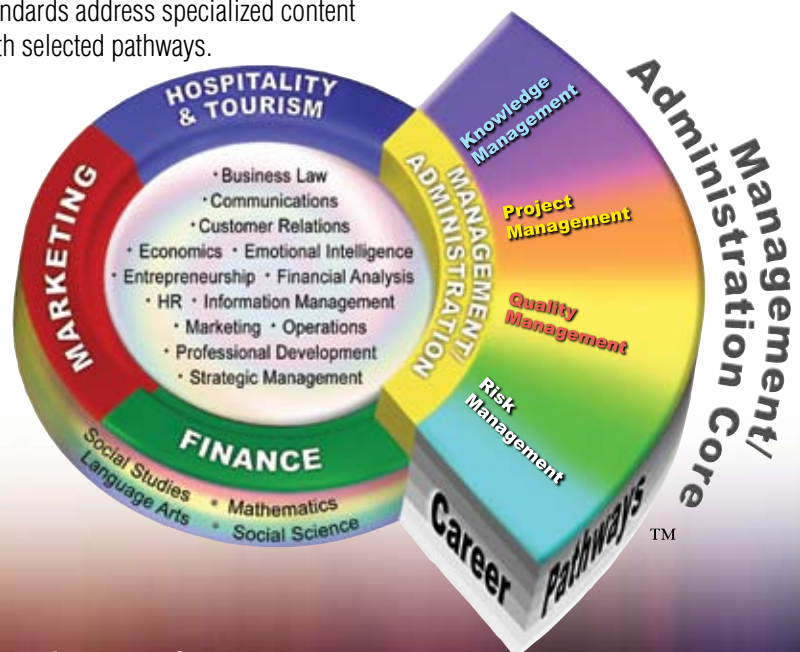 ndards address specialized content
th selected pathways.
HOSPITALITY
& TOURISM
MARKETING
MANAGEMENT/
ADMINISTRATION
FINANCE
• Business Law
• Communications
• Customer Relations
• Economics • Emotional Intelligence
• Entrepreneurship • Financial Analysis
• HR • Information Management
• Marketing • Operations
• Professional Development
• Strategic Management
Social Studies • Mathematics
Language Arts • Social Science
Knowledge
Management
Project
Management
Quality
Management
Risk
Management
Career Pathways
TM
Management/
Administration Core